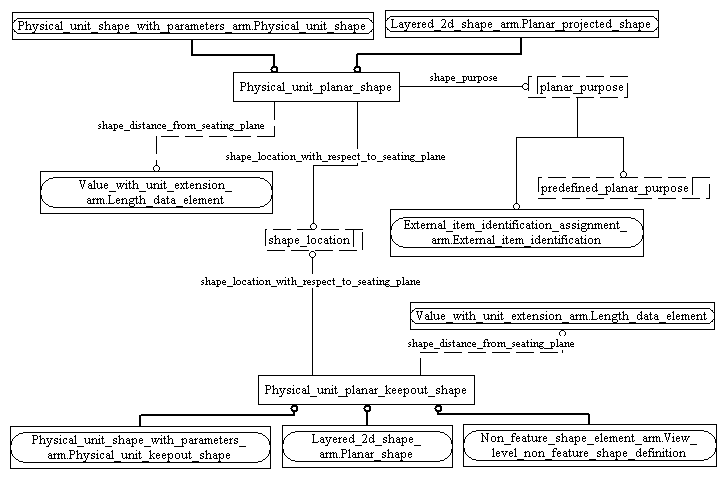 Physical_unit_shape_with_parameters_arm.Physical_unit_shape
Layered_2d_shape_arm.Planar_projected_shape
Physical_unit_planar_shape
shape_purpose
planar_purpose
shape_distance_from_seating_plane
shape_location_with_respect_to_seating_plane
Value_with_unit_extension_
arm.Length_data_element
predefined_planar_purpose
External_item_identification_assignment_
arm.External_item_identification
shape_location
shape_location_with_respect_to_seating_plane
Value_with_unit_extension_arm.Length_data_element
shape_distance_from_seating_plane
Physical_unit_planar_keepout_shape
Physical_unit_shape_with_parameters_
arm.Physical_unit_keepout_shape
Layered_2d_shape_
arm.Planar_shape
Non_feature_shape_element_arm.View_
level_non_feature_shape_definition